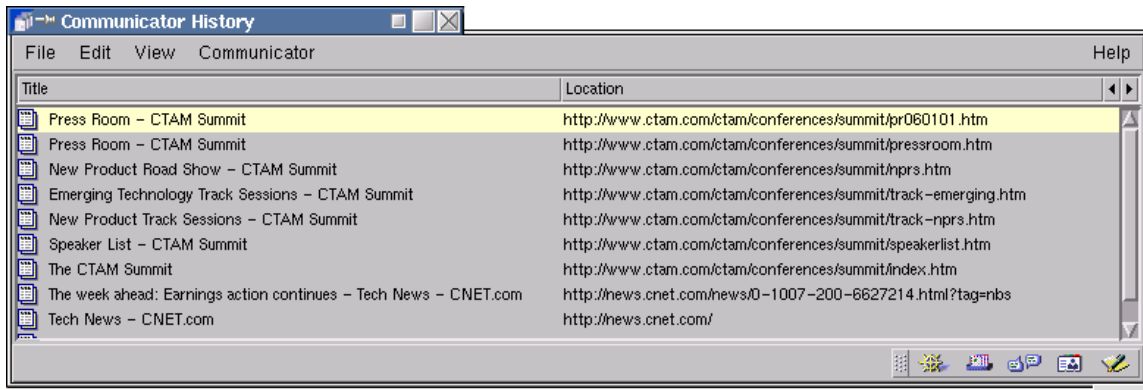 Communicator History
File Edit View Communicator Help
Title Location
Press Room – CTAM Summit http://www.ctam.com/ctam/conferences/summit/pr060101.htm
Press Room – CTAM Summit http://www.ctam.com/ctam/conferences/summit/pressroom.htm
New Product Road Show – CTAM Summit http://www.ctam.com/ctam/conferences/summit/nprs.htm
Emerging Technology Track Sessions – CTAM Summit http://www.ctam.com/ctam/conferences/summit/track-emerging.htm
New Product Track Sessions – CTAM Summit http://www.ctam.com/ctam/conferences/summit/track-nprs.htm
Speaker List – CTAM Summit http://www.ctam.com/ctam/conferences/summit/speakerlist.htm
The CTAM Summit http://www.ctam.com/ctam/conferences/summit/index.htm
The week ahead: Earnings action continues – Tech News – CNET.com http://news.cnet.com/news/0-1007-200-6627214.html?tag=nbs
Tech News – CNET.com http://news.cnet.com/